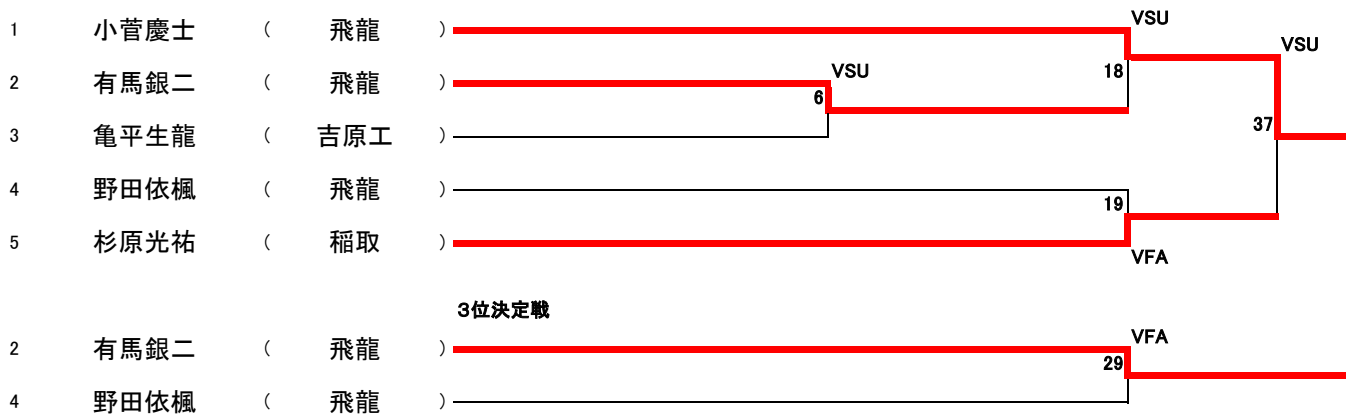 1 小菅慶士 ( 飛龍 ) VSU
VSU
2 有馬銀二 ( 飛龍 ) VSU 18
6
3 亀平生龍 ( 吉原工 ) 37
4 野田依楓 ( 飛龍 )
19
5 杉原光祐 ( 稲取 )
VFA
3位決定戦
2 有馬銀二 ( 飛龍 ) VFA
29
4 野田依楓 ( 飛龍 )